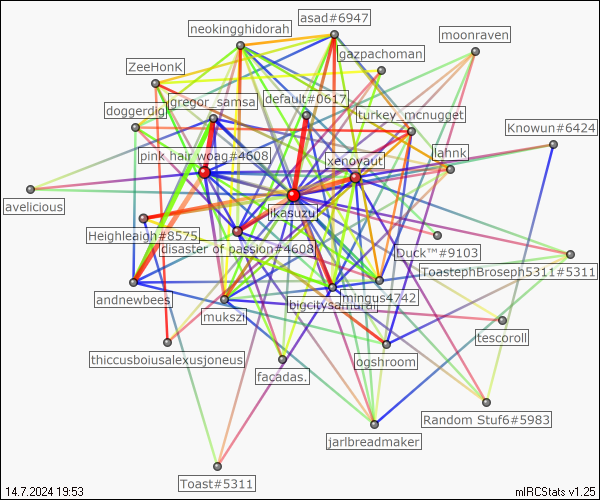 asad#6947
neokingghidorah
moonraven
gazpachoman
ZeeHonK
gregor_samsa
default#0617
doggerdig
turkey_mcnugget
Knowun#6424
pink hair woag#4608
xenoyaut
lahnk
avelicious
likasuzui
Heighleaigh#8575
disaster of passion#4608
Duck™#9103
ToastephBroseph5311#5311
andnewbees
bigcitysamurai
mingus4742
mukszi
tescoroll
thiccusboiusalexusjoneus
ogshroom
facadas.
Random Stuf6#5983
jarlbreadmaker
Toast#5311
14.7.2024 19:53
mIRCStats v1.25